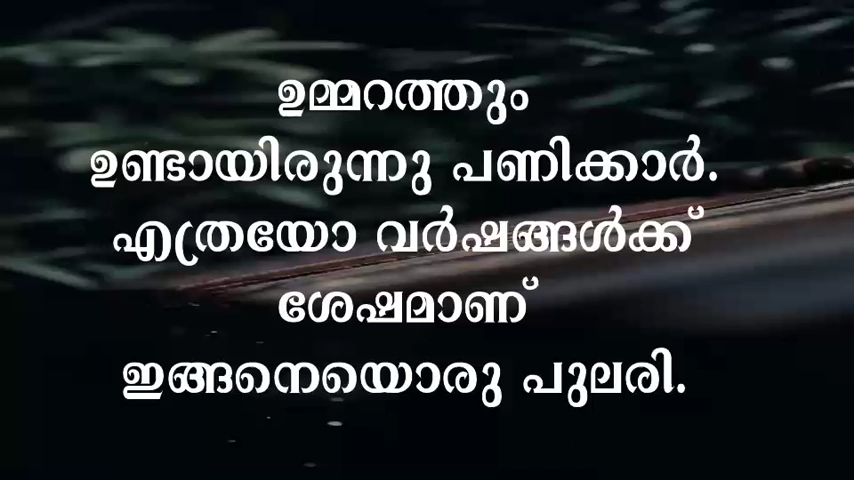 ഉമ്മറത്തും
ഉണ്ടായിരുന്നു പണിക്കാർ.
എത്രയോ വർഷങ്ങൾക്ക്
ശേഷമാണ്
ഇങ്ങനെയൊരു പുലരി.